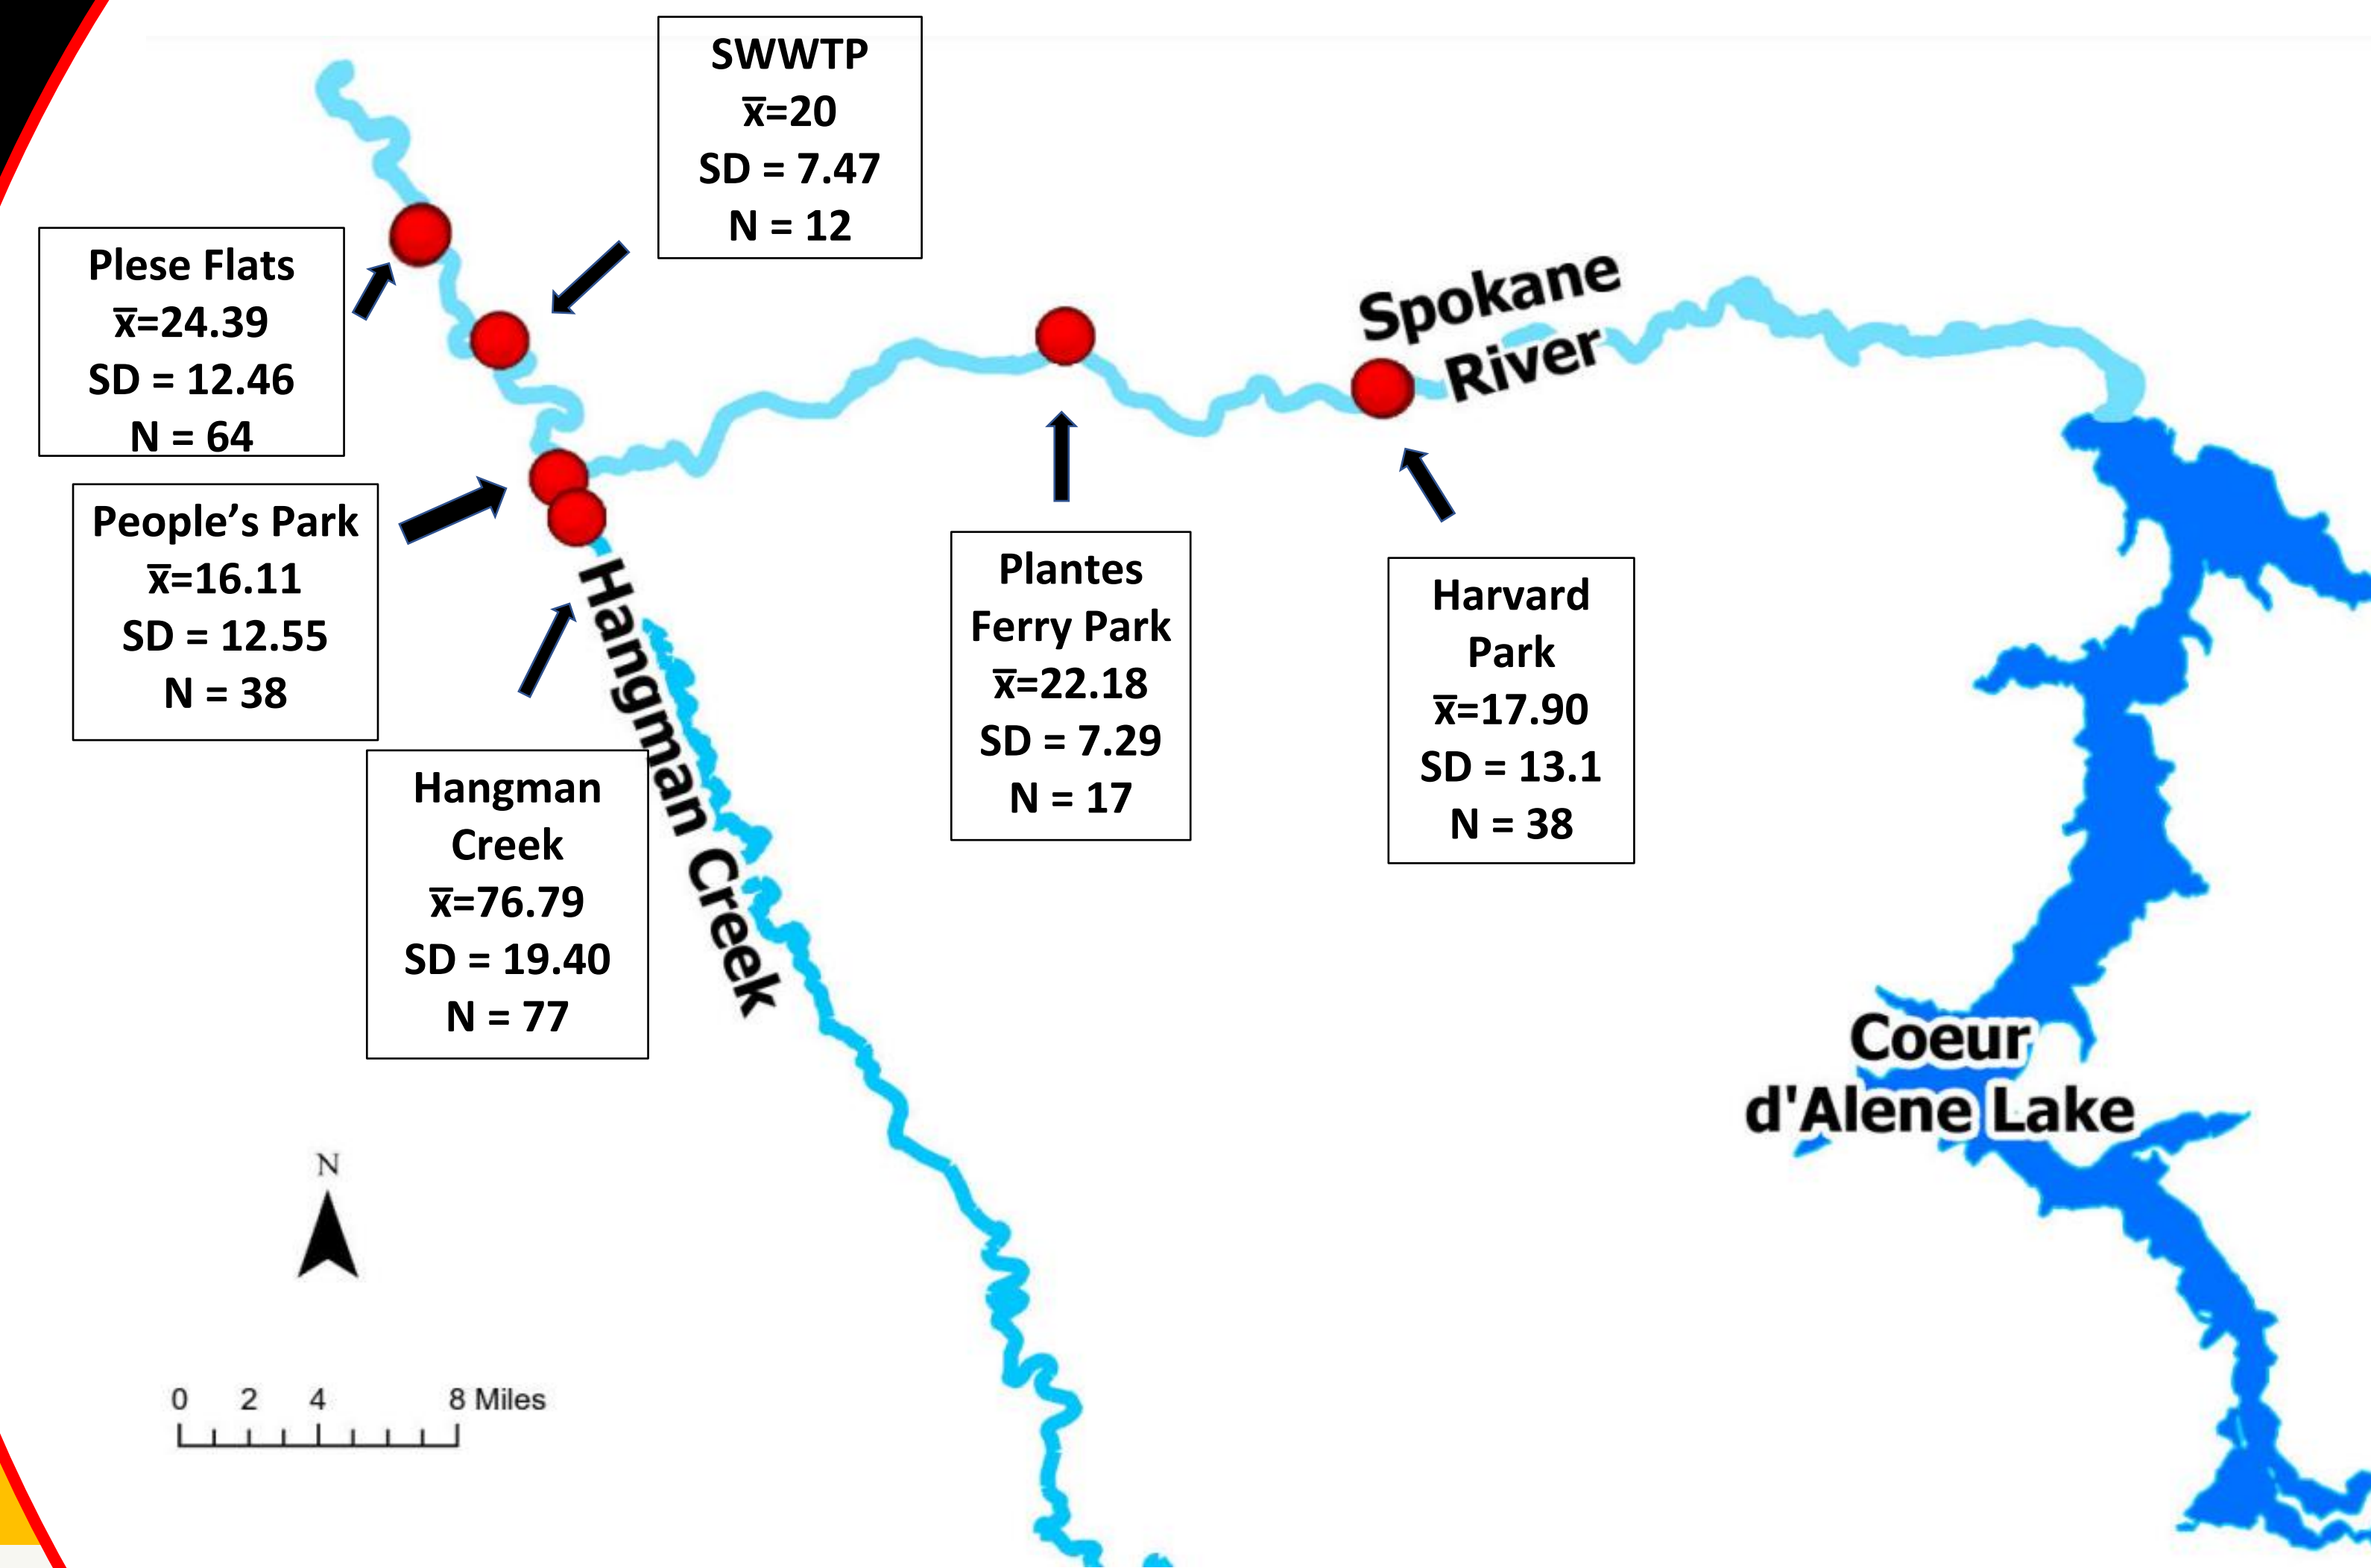 SWWTP
x̅=20
SD = 7.47
N = 12
Plese Flats
x̅=24.39
SD = 12.46
N = 64
People’s Park
x̅=16.11
SD = 12.55
N = 38
Hangman
Creek
x̅=76.79
SD = 19.40
N = 77
Plantes
Ferry Park
x̅=22.18
SD = 7.29
N = 17
Harvard
Park
x̅=17.90
SD = 13.1
N = 38
Spokane
River
Hangman Creek
Coeur
d'Alene Lake
N
0 2 4 8 Miles